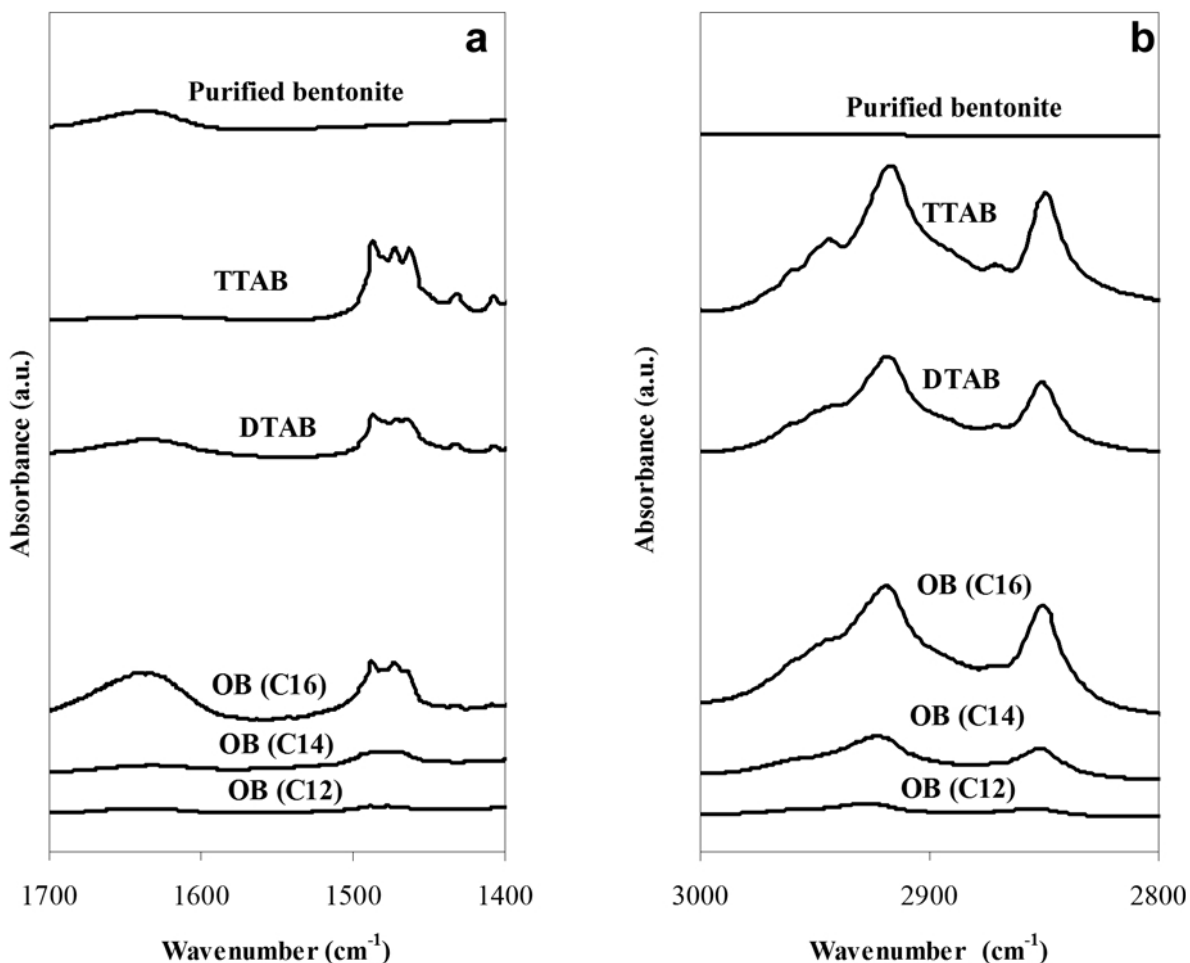 a
Purified bentonite
TTAB
DTAB
OB (C16)
OB (C14)
OB (C12)
Absorbance (a.u.)
1700
1600
1500
1400
Wavenumber (cm⁻¹)
b
Purified bentonite
TTAB
DTAB
OB (C16)
OB (C14)
OB (C12)
Absorbance (a.u.)
3000
2900
2800
Wavenumber (cm⁻¹)